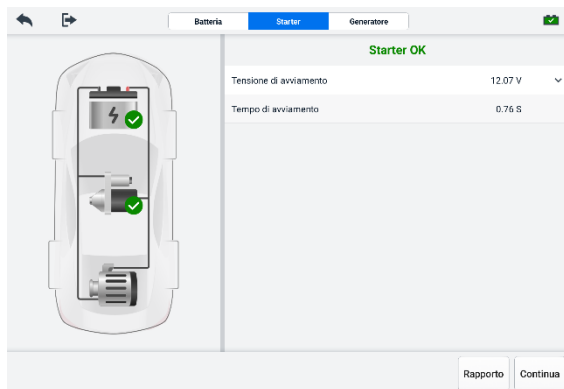 Batteria
Starter
Generatore
Starter OK
Tensione di avviamento 12.07 V
Tempo di avviamento 0.76 S
Rapporto
Continua